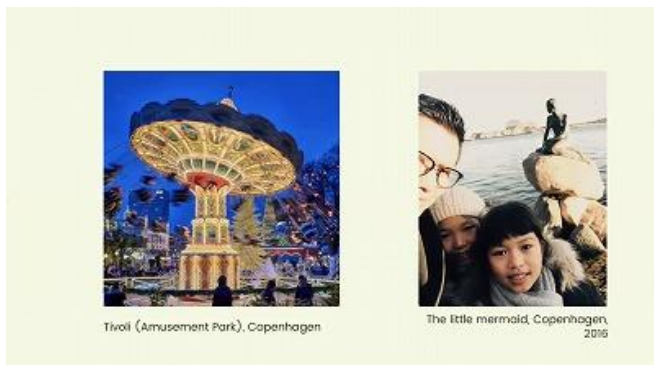 Tivoli (Amusement Park), Copenhagen
The little mermaid, Copenhagen,
2016